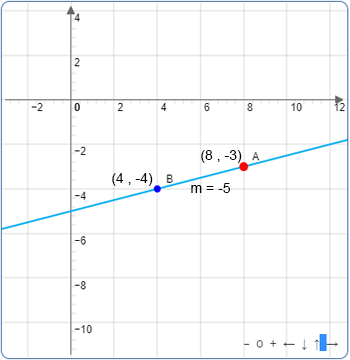 4
2
−2 0 2 4 6 8 10 12
−2
(8 , -3) A
(4 , -4) B
m = -5
−4
−6
−8
−10
− o + ← ↓ ↑ →